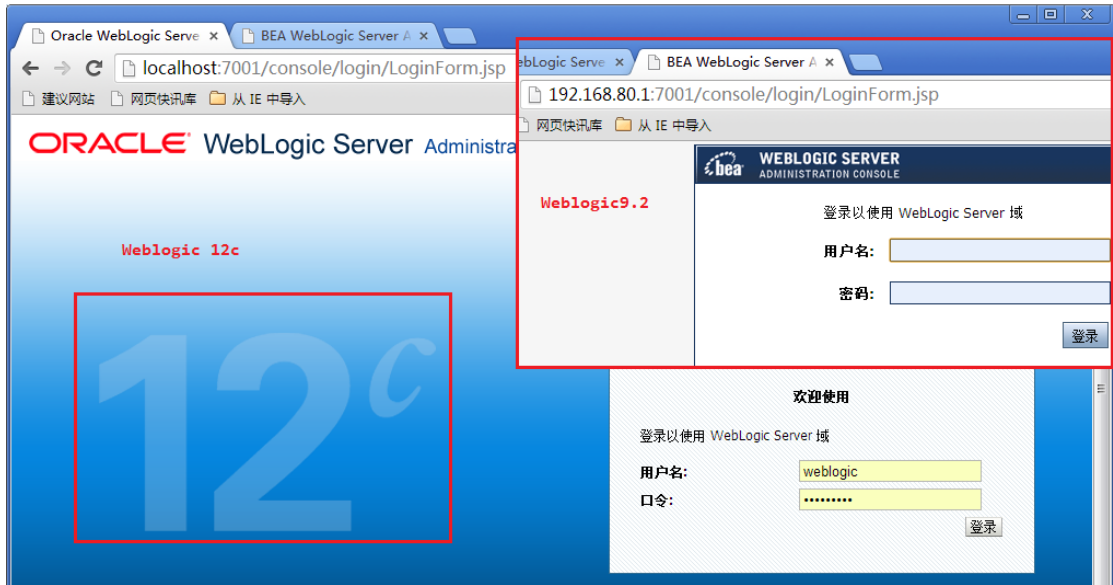 Oracle WebLogic Serve
BEA WebLogic Server A
localhost:7001/console/login/LoginForm.jsp
建议网站
网页快讯库
从 IE 中导入
ORACLE WebLogic Server Administra
Weblogic 12c
12c
ebLogic Serve
BEA WebLogic Server A
192.168.80.1:7001/console/login/LoginForm.jsp
网页快讯库
从 IE 中导入
Weblogic9.2
bea
WEBLOGIC SERVER
ADMINISTRATION CONSOLE
登录以使用 WebLogic Server 域
用户名:
密码:
登录
欢迎使用
登录以使用 WebLogic Server 域
用户名:
weblogic
口令:
•••••••••
登录